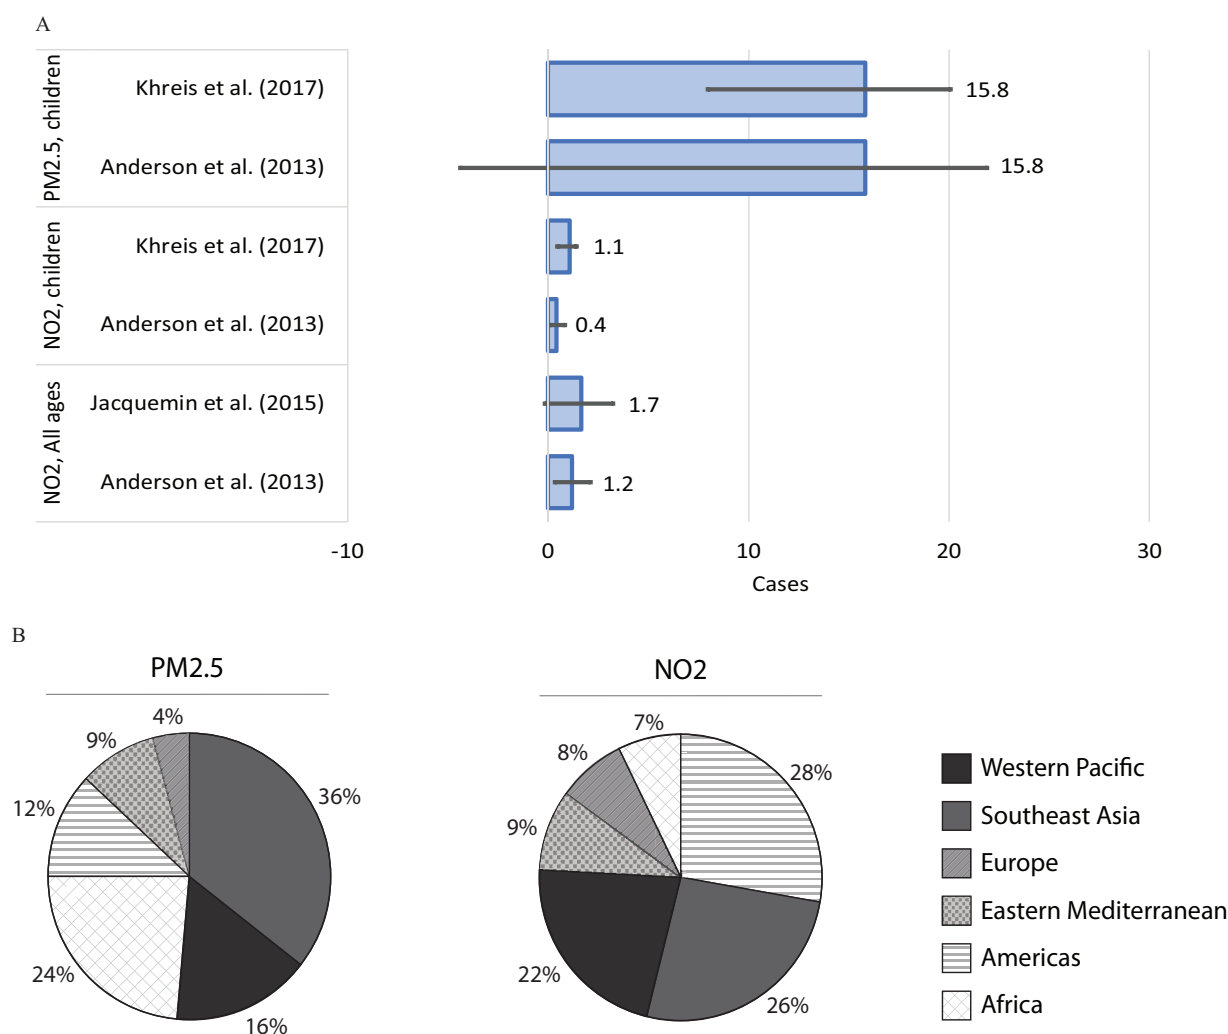 A
PM2.5, children
Khreis et al. (2017)
15.8
Anderson et al. (2013)
15.8
NO2, children
Khreis et al. (2017)
1.1
Anderson et al. (2013)
0.4
NO2, All ages
Jacquemin et al. (2015)
1.7
Anderson et al. (2013)
1.2
-10 0 10 20 30
Cases
B
PM2.5
4%
9%
12%
36%
24%
16%
NO2
7%
8%
28%
9%
22%
26%
Western Pacific
Southeast Asia
Europe
Eastern Mediterranean
Americas
Africa